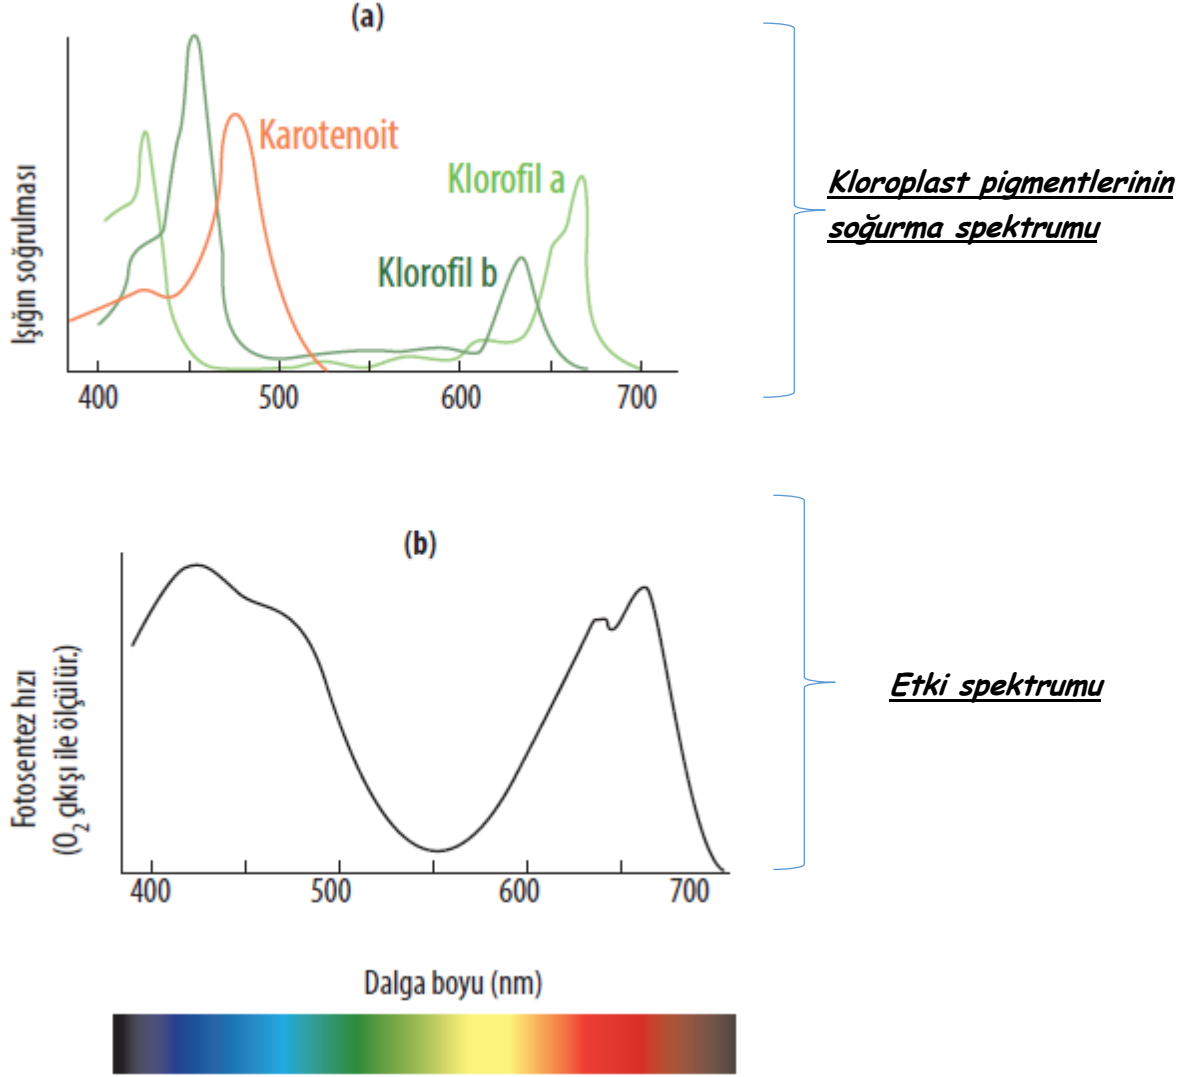 (a)
Işığın soğrulması
Karotenoit
Klorofil a
Klorofil b
400 500 600 700
Kloroplast pigmentlerinin
soğurma spektrumu
(b)
Fotosentez hızı
(O₂ çıkışı ile ölçülür.)
400 500 600 700
Etki spektrumu
Dalga boyu (nm)